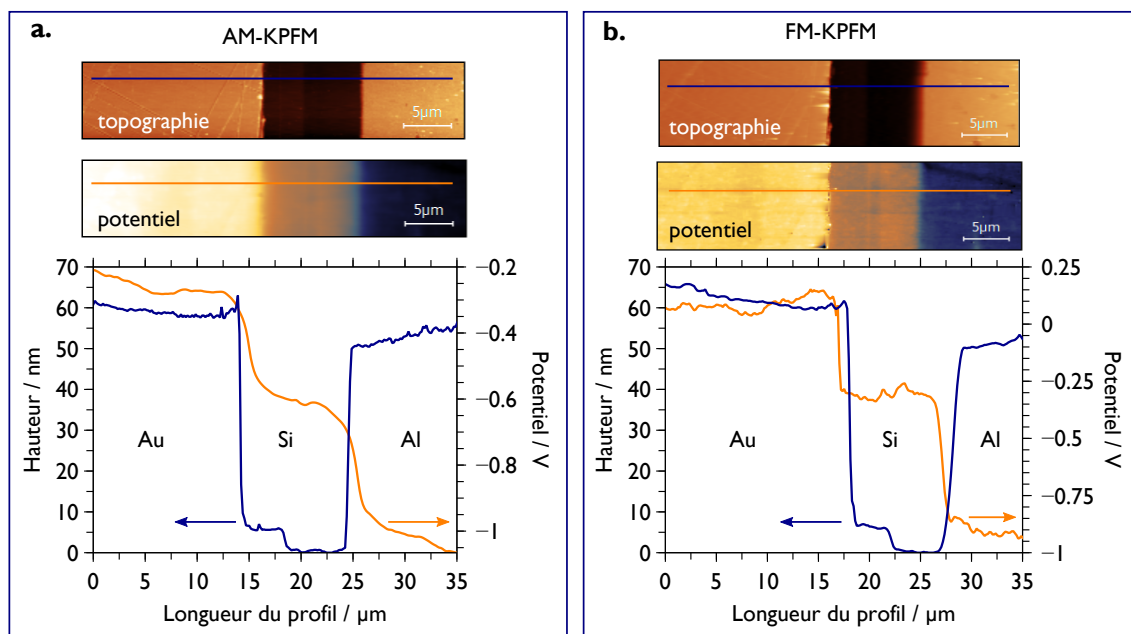 a.
AM-KPFM
topographie
5µm
potentiel
5µm
70
60
50
40
30
20
10
0
Hauteur / nm
−0.2
−0.4
−0.6
−0.8
−1
Potentiel / V
Au
Si
Al
0 5 10 15 20 25 30 35
Longueur du profil / µm
b.
FM-KPFM
topographie
5µm
potentiel
5µm
70
60
50
40
30
20
10
0
Hauteur / nm
0.25
0
−0.25
−0.5
−0.75
−1
Potentiel / V
Au
Si
Al
0 5 10 15 20 25 30 35
Longueur du profil / µm